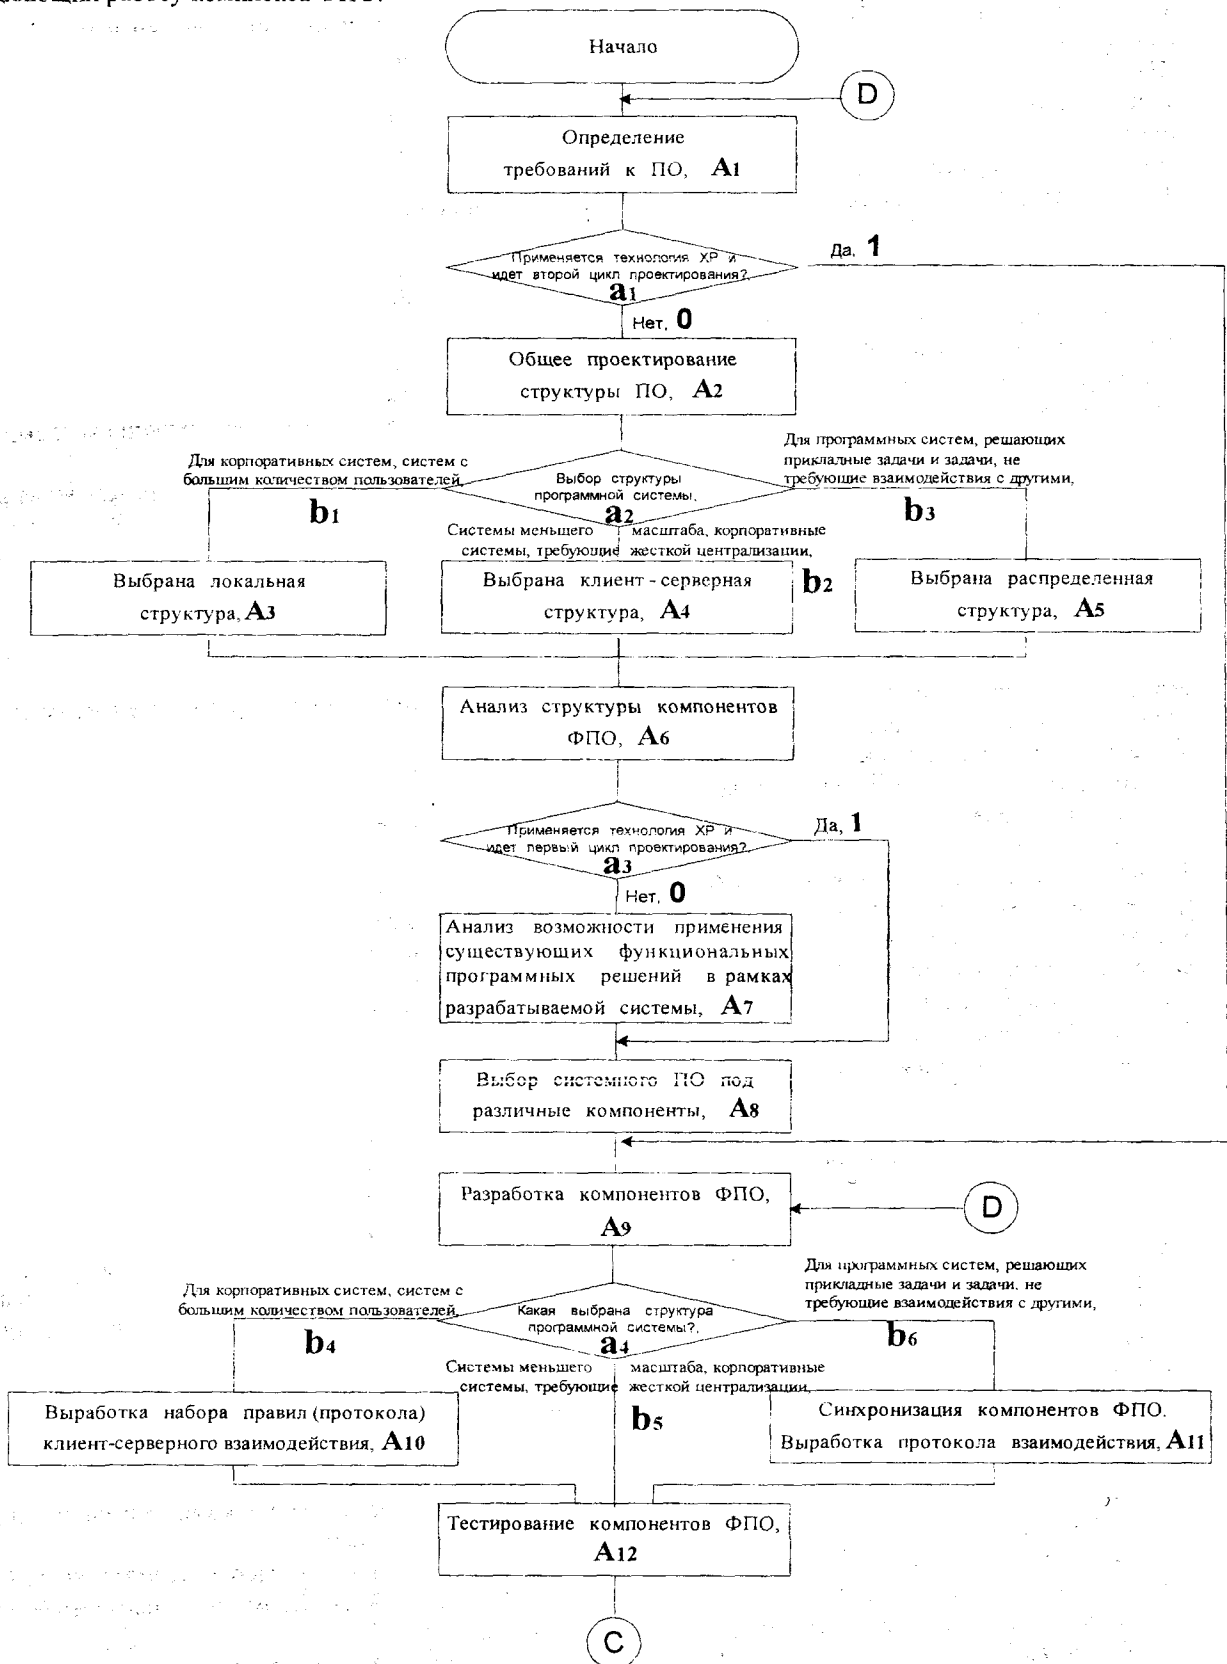 Начало
D
Определение
требований к ПО, A1
Применяется технология XP и
идет второй цикл проектирования?,
a1
Да, 1
Нет, 0
Общее проектирование
структуры ПО, A2
Для корпоративных систем, систем с
большим количеством пользователей,
b1
Выбор структуры
программной системы,
a2
Для программных систем, решающих
прикладные задачи и задачи, не
требующие взаимодействия с другими,
b3
Системы меньшего масштаба, корпоративные
системы, требующие жесткой централизации,
b2
Выбрана локальная
структура, A3
Выбрана клиент-серверная
структура, A4
Выбрана распределенная
структура, A5
Анализ структуры компонентов
ФПО, A6
Применяется технология XP и
идет первый цикл проектирования?,
a3
Да, 1
Нет, 0
Анализ возможности применения
существующих функциональных
программных решений в рамках
разрабатываемой системы, A7
Выбор системного ПО под
различные компоненты, A8
Разработка компонентов ФПО,
A9
D
Для корпоративных систем, систем с
большим количеством пользователей,
b4
Какая выбрана структура
программной системы?,
a4
Для программных систем, решающих
прикладные задачи и задачи, не
требующие взаимодействия с другими,
b6
Системы меньшего масштаба, корпоративные
системы, требующие жесткой централизации,
b5
Выработка набора правил (протокола)
клиент-серверного взаимодействия, A10
Синхронизация компонентов ФПО.
Выработка протокола взаимодействия, A11
Тестирование компонентов ФПО,
A12
C